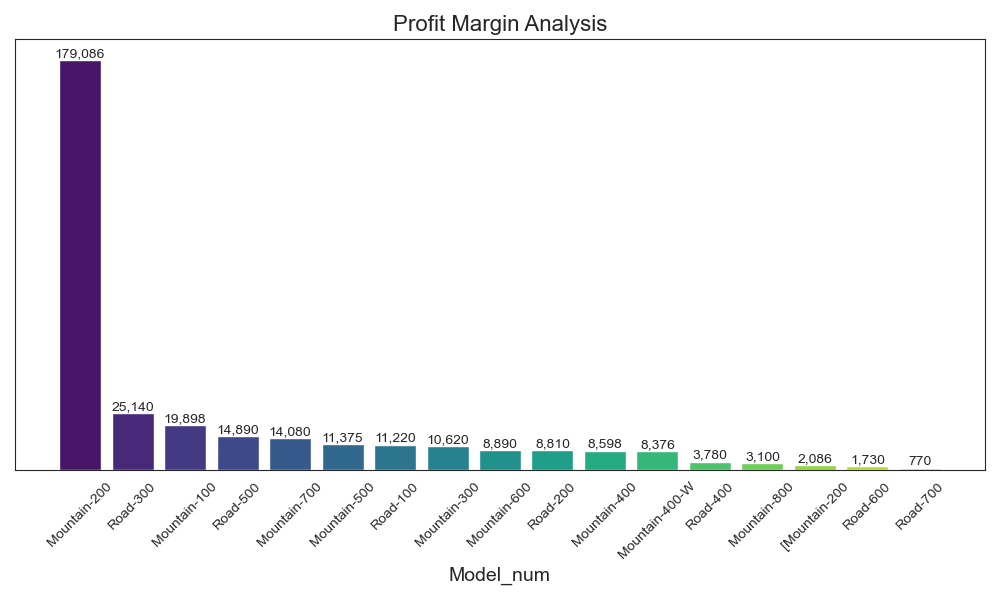 Profit Margin Analysis
179,086
25,140
19,898
14,890
14,080
11,375
11,220
10,620
8,890
8,810
8,598
8,376
3,780
3,100
2,086
1,730
770
Mountain-200
Road-300
Mountain-100
Road-500
Mountain-700
Mountain-500
Road-100
Mountain-300
Mountain-600
Road-200
Mountain-400
Mountain-400-W
Road-400
Mountain-800
[Mountain-200
Road-600
Road-700
Model_num